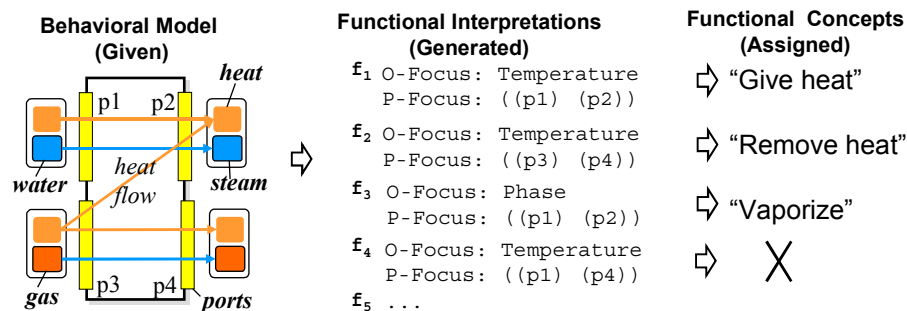 Behavioral Model
(Given)
heat
p1 p2
water
heat
flow
steam
gas
p3 p4
ports
Functional Interpretations
(Generated)
f1 O-Focus: Temperature
P-Focus: ((p1) (p2))
f2 O-Focus: Temperature
P-Focus: ((p3) (p4))
f3 O-Focus: Phase
P-Focus: ((p1) (p2))
f4 O-Focus: Temperature
P-Focus: ((p1) (p4))
f5 ...
Functional Concepts
(Assigned)
“Give heat”
“Remove heat”
“Vaporize”